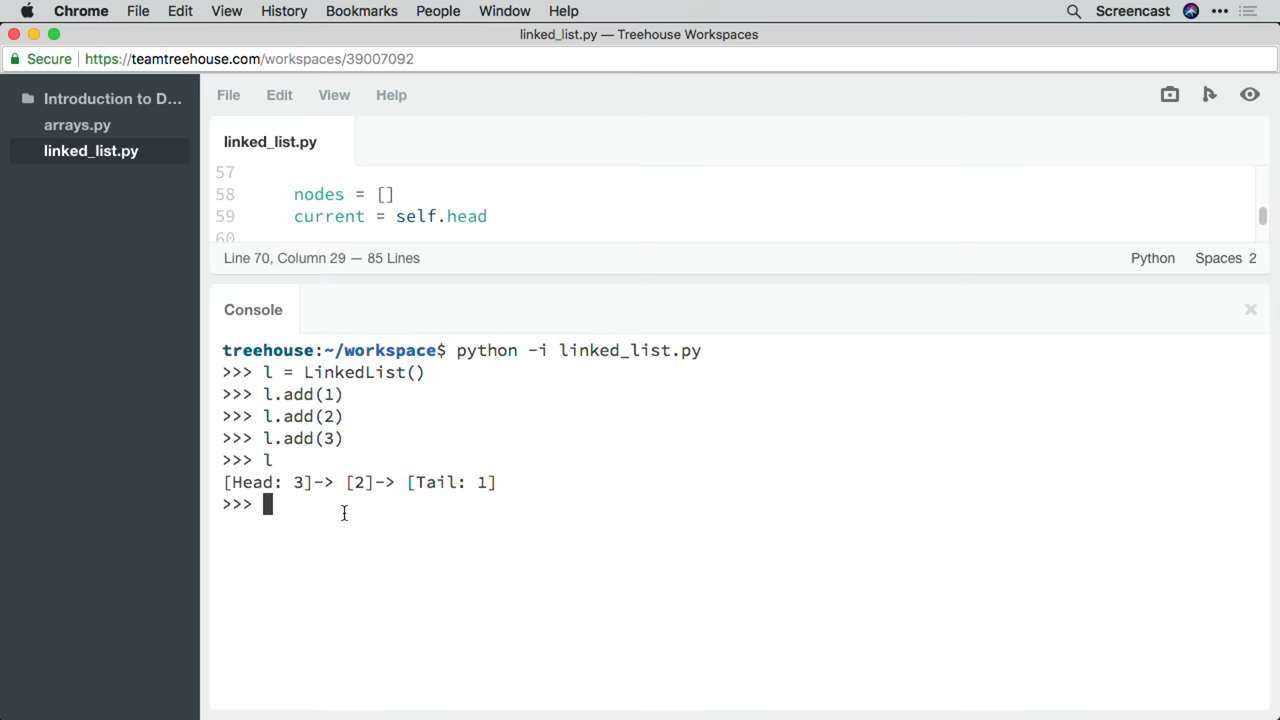 Chrome File Edit View History Bookmarks People Window Help Screencast
linked_list.py — Treehouse Workspaces
Secure https://teamtreehouse.com/workspaces/39007092
Introduction to D...
arrays.py
linked_list.py
File Edit View Help
linked_list.py
57
58 nodes = []
59 current = self.head
60
Line 70, Column 29 — 85 Lines Python Spaces 2
Console
treehouse:~/workspace$ python -i linked_list.py
>>> l = LinkedList()
>>> l.add(1)
>>> l.add(2)
>>> l.add(3)
>>> l
[Head: 3]-> [2]-> [Tail: 1]
>>>